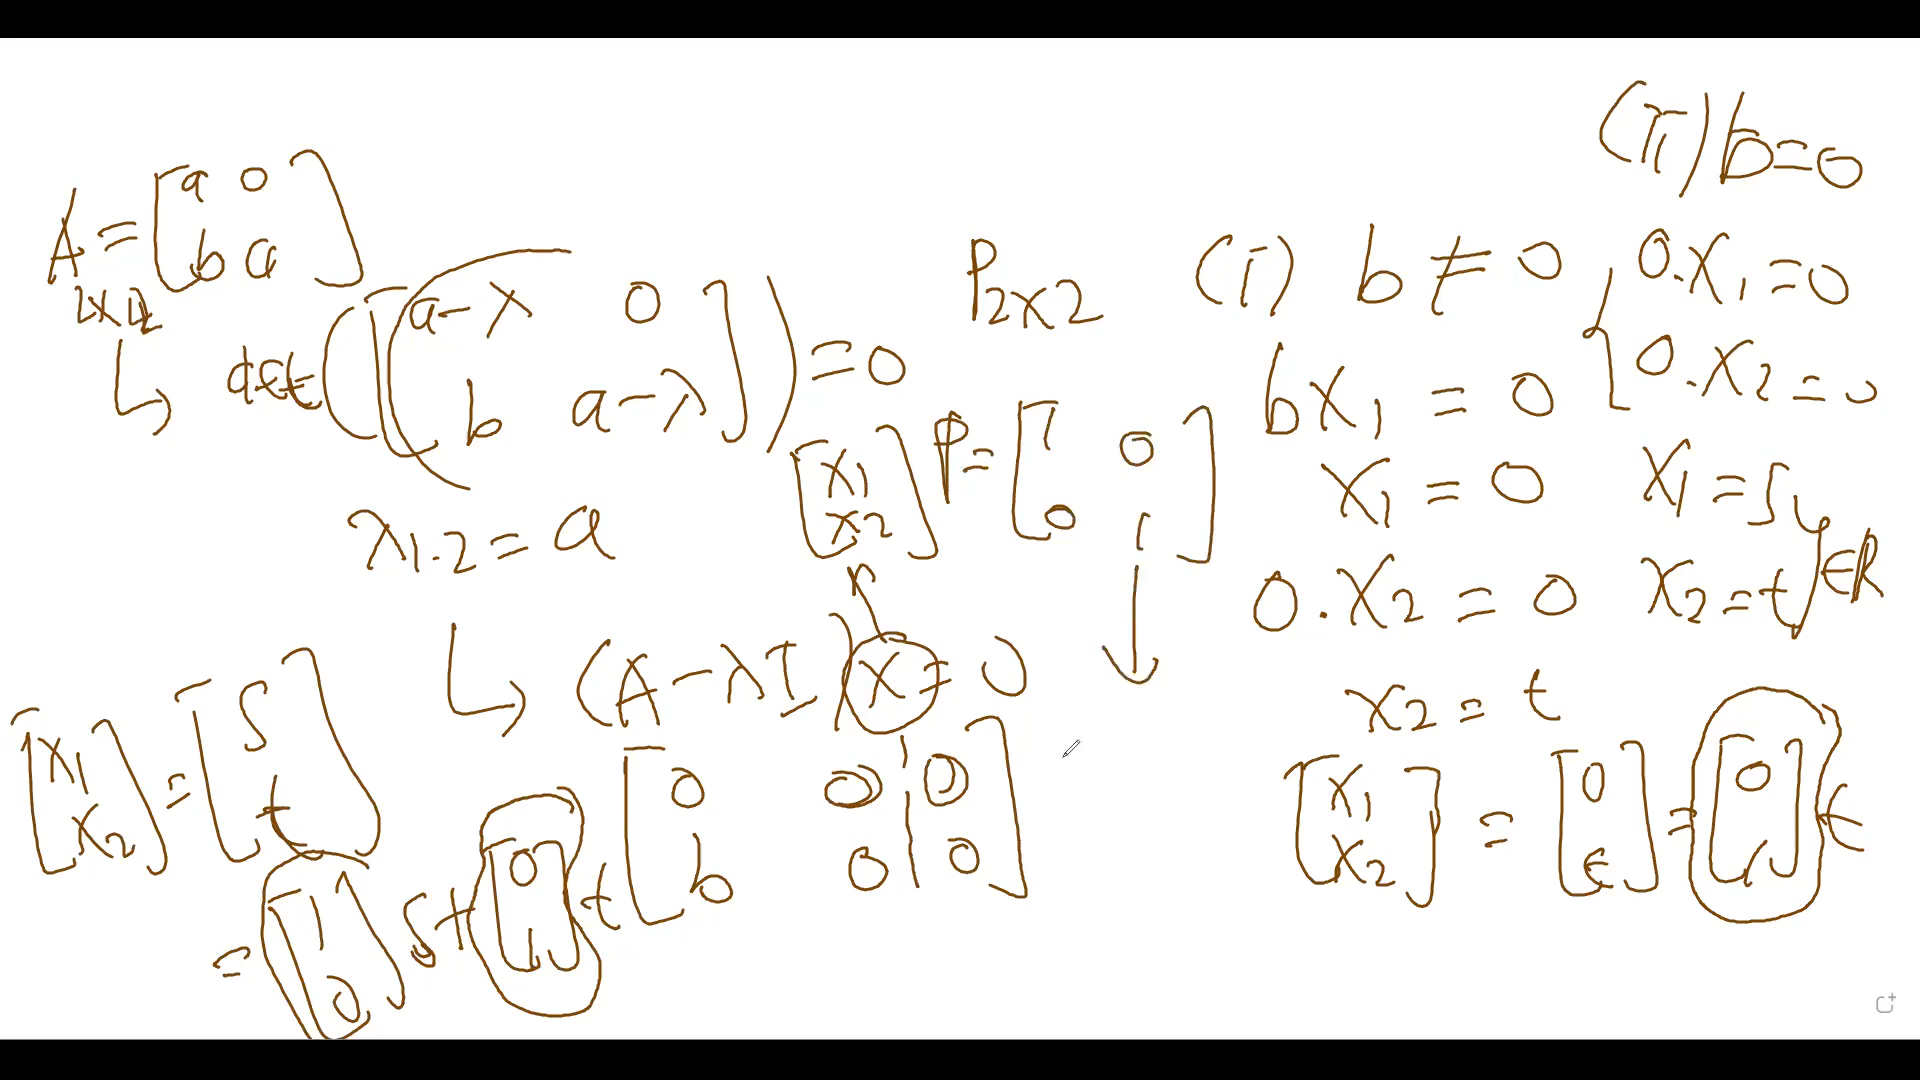 A = [a 0
b a]
2x2
det([a-λ 0
b a-λ]) = 0
λ1.2 = a
(A-λI)X = 0
[0 0 | 0
b 0 | 0]
P2x2
[x1
x2]
P = [1 0
0 1]
(I) b ≠ 0
bx1 = 0
x1 = 0
0.x2 = 0
x2 = t
[x1
x2] = [0
t] = [0
1] t
(II) b = 0
0.x1 = 0
0.x2 = 0
x1 = s
x2 = t
∈R
[x1
x2] = [s
t]
= [1
0] s + [0
1] t